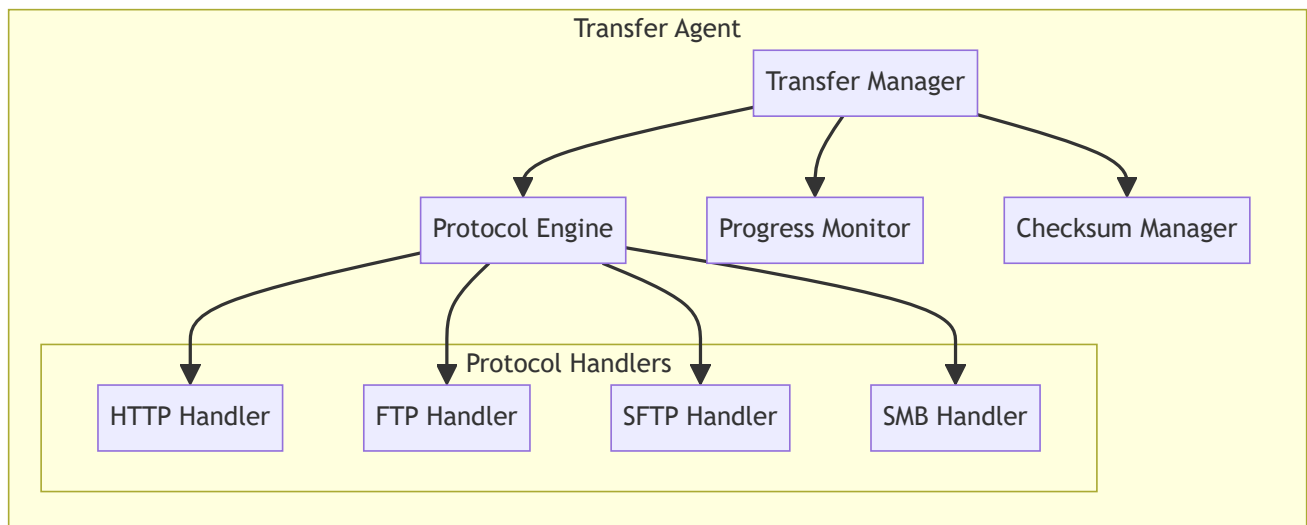 Transfer Agent
Transfer Manager
Protocol Engine
Progress Monitor
Checksum Manager
Protocol Handlers
HTTP Handler
FTP Handler
SFTP Handler
SMB Handler